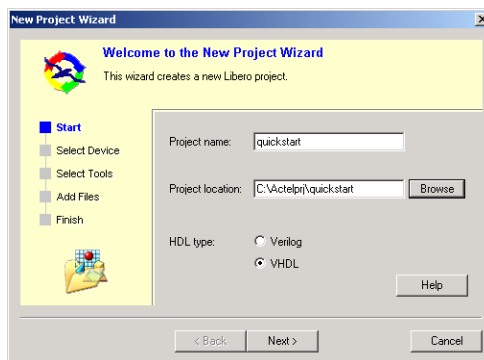 New Project Wizard
Welcome to the New Project Wizard
This wizard creates a new Libero project.
Start
Select Device
Select Tools
Add Files
Finish
Project name: quickstart
Project location: C:\Actelprj\quickstart Browse
HDL type: Verilog
VHDL
Help
< Back Next > Cancel